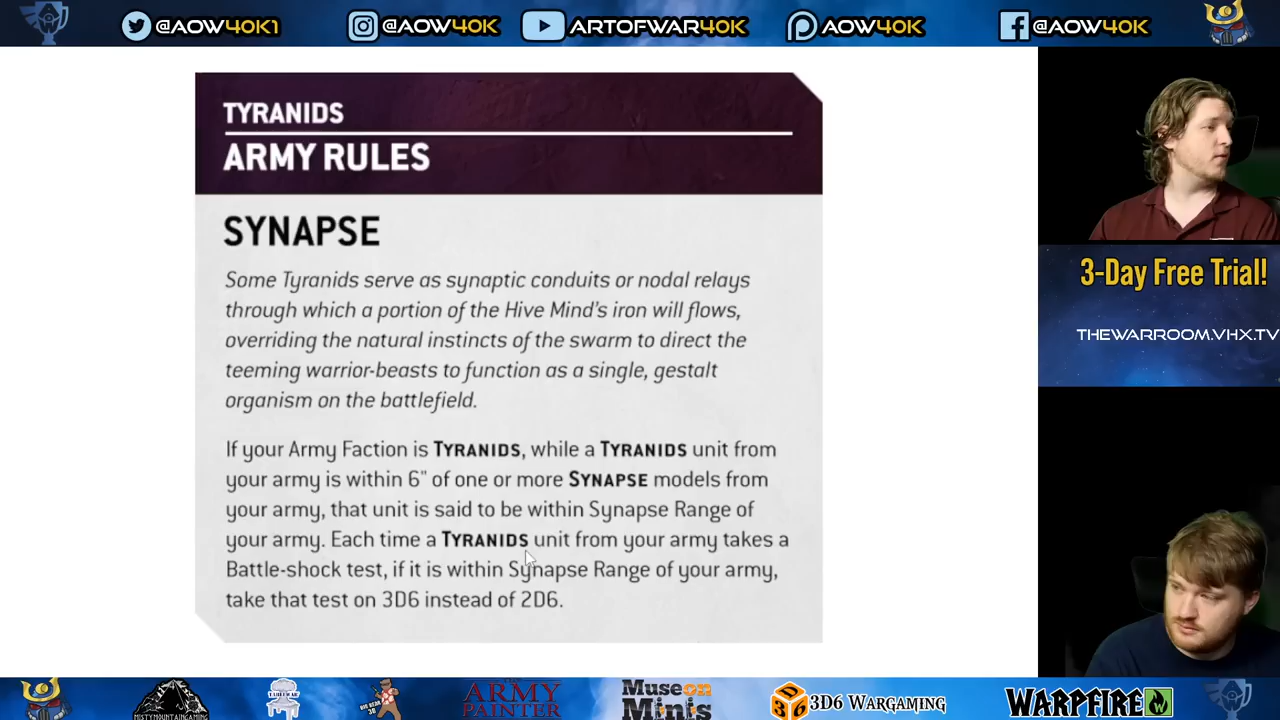 @AOW40K1 @AOW40K ARTOFWAR40K AOW40K @AOW40K
TYRANIDS
ARMY RULES
SYNAPSE
Some Tyranids serve as synaptic conduits or nodal relays
through which a portion of the Hive Mind's iron will flows,
overriding the natural instincts of the swarm to direct the
teeming warrior-beasts to function as a single, gestalt
organism on the battlefield.
If your Army Faction is TYRANIDS, while a TYRANIDS unit from
your army is within 6" of one or more SYNAPSE models from
your army, that unit is said to be within Synapse Range of
your army. Each time a TYRANIDS unit from your army takes a
Battle-shock test, if it is within Synapse Range of your army,
take that test on 3D6 instead of 2D6.
3-Day Free Trial!
THEWARROOM.VHX.TV
MISTYMOUNTAINGAMING
THE ARMY PAINTER
Muse on Minis
3D6 3D6 WARGAMING
WARPFIRE